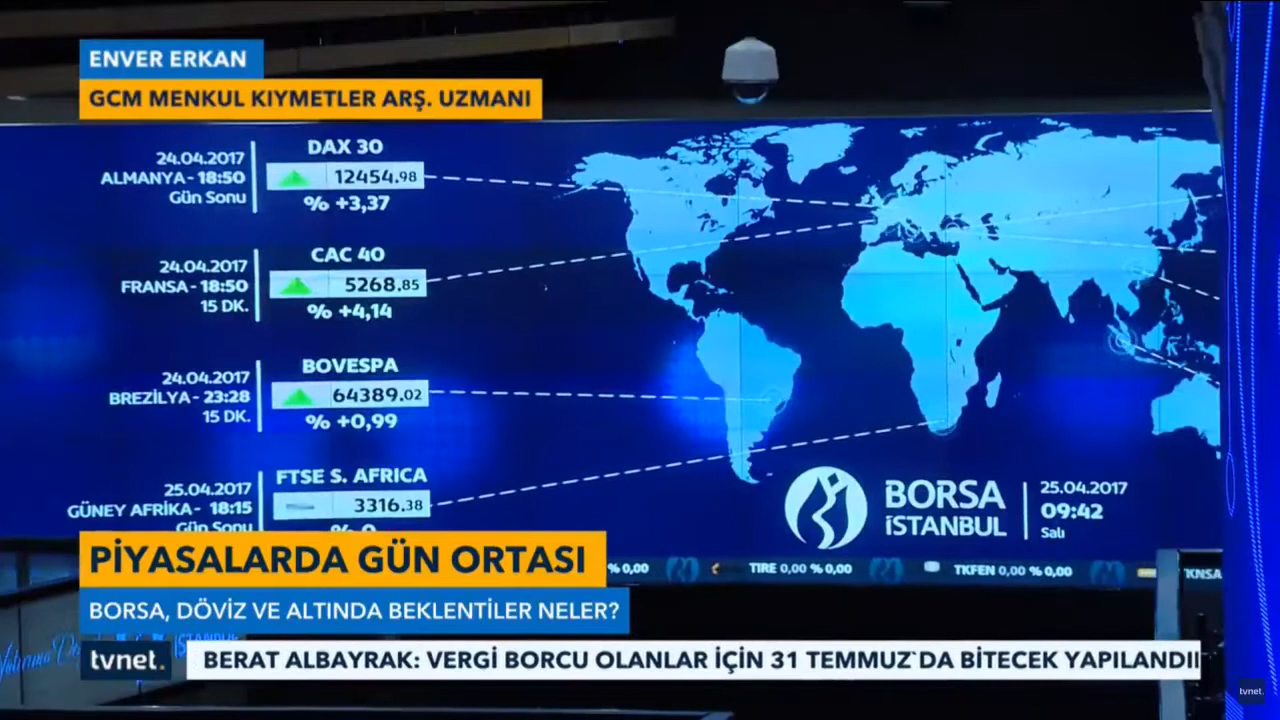 ENVER ERKAN
GCM MENKUL KIYMETLER ARŞ. UZMANI
24.04.2017
ALMANYA - 18:50
Gün Sonu
DAX 30
12454.98
% +3,37
24.04.2017
FRANSA - 18:50
15 DK.
CAC 40
5268.85
% +4,14
24.04.2017
BREZİLYA - 23:28
15 DK.
BOVESPA
64389.02
% +0,99
25.04.2017
GÜNEY AFRİKA - 18:15
Gün Sonu
FTSE S. AFRICA
3316.38
% 0
BORSA
İSTANBUL
25.04.2017
09:42
Salı
% 0,00 TIRE 0,00 % 0,00 TKFEN 0,00 % 0,00
KNSA
PİYASALARDA GÜN ORTASI
BORSA, DÖVİZ VE ALTINDA BEKLENTİLER NELER?
tvnet.
BERAT ALBAYRAK: VERGİ BORCU OLANLAR İÇİN 31 TEMMUZ`DA BİTECEK YAPILANDI
tvnet.